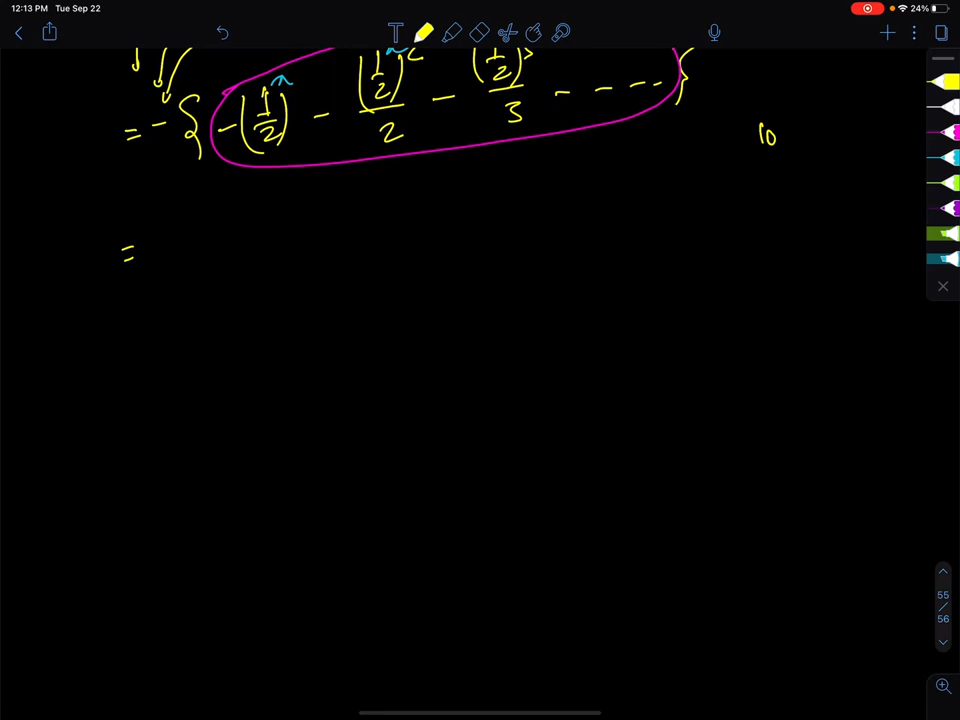 12:13 PM Tue Sep 22
24%
T
= - { -(1/2) - (1/2)^2/2 - (1/2)^3/3 - - - - - }
=
55
/
56